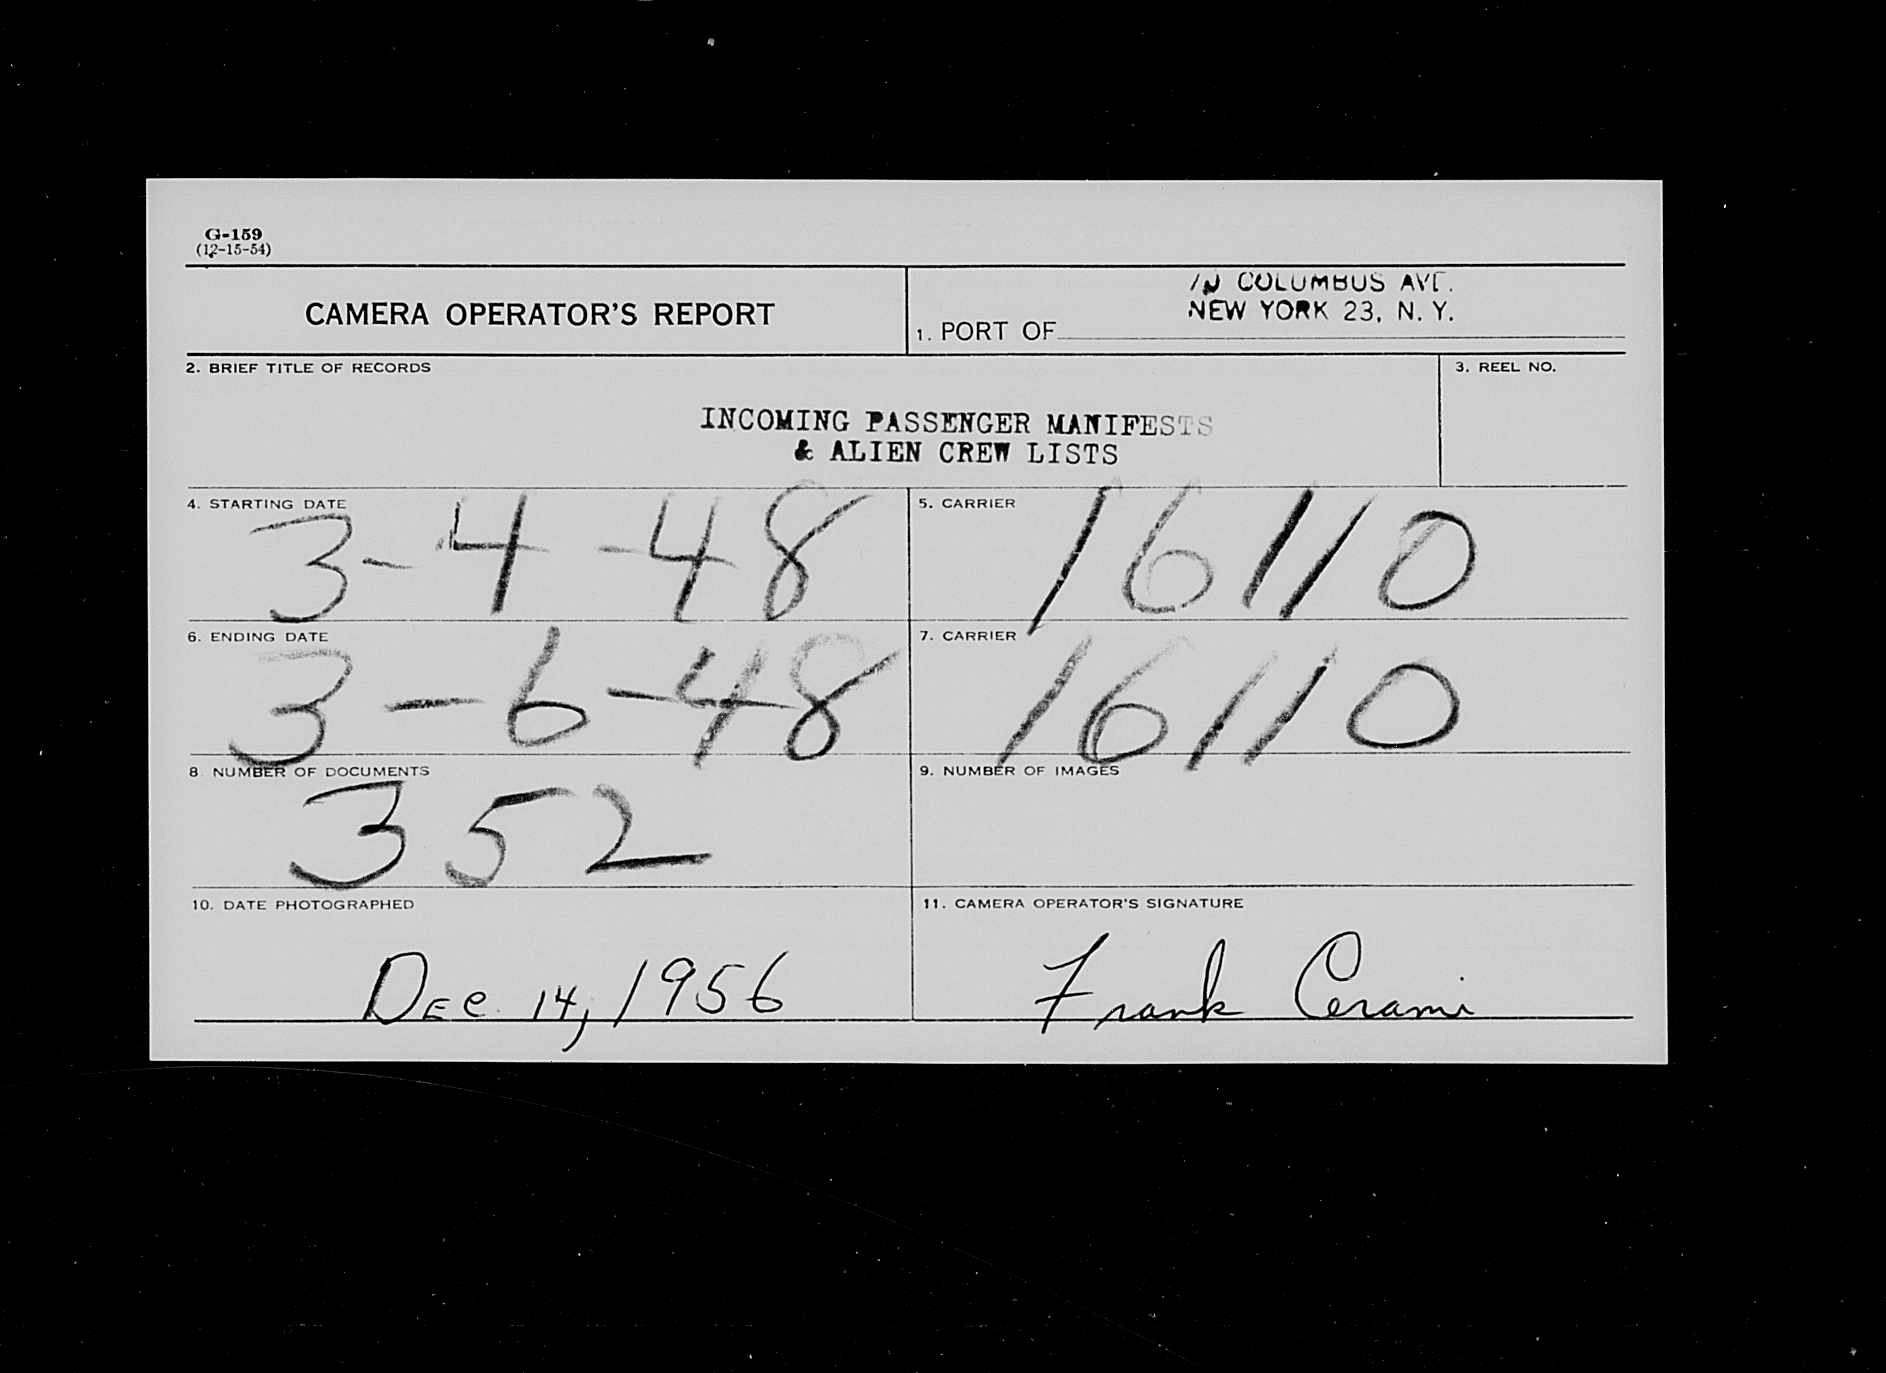 G-159
(12-15-54)
CAMERA OPERATOR'S REPORT
COLUMBUS AVE.
NEW YORK 23, N. Y.
1. PORT OF
2. BRIEF TITLE OF RECORDS
3. REEL NO.
INCOMING PASSENGER MANIFESTS
& ALIEN CREW LISTS
4. STARTING DATE
3-4-48
5. CARRIER
16110
6. ENDING DATE
3-6-48
7. CARRIER
16110
8. NUMBER OF DOCUMENTS
352
9. NUMBER OF IMAGES
10. DATE PHOTOGRAPHED
Dec. 14, 1956
11. CAMERA OPERATOR'S SIGNATURE
Frank Cerami